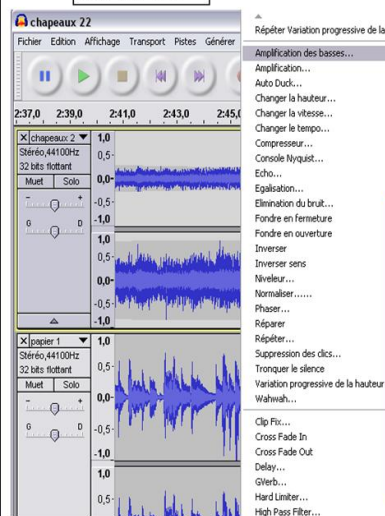 chapeaux 22
Fichier Edition Affichage Transport Pistes Générer
2:37,0 2:39,0 2:41,0 2:43,0 2:45,0
chapeaux 2
Stéréo,44100Hz
32 bits flottant
Muet Solo
- +
G D
1,0
0,5-
0,0-
-0,5-
-1,0
1,0
0,5-
0,0-
-0,5-
-1,0
papier 1
Stéréo,44100Hz
32 bits flottant
Muet Solo
- +
G D
1,0
0,5-
0,0-
-0,5-
-1,0
1,0
0,5-
Répéter Variation progressive de la
Amplification des basses...
Amplification...
Auto Duck...
Changer la hauteur...
Changer la vitesse...
Changer le tempo...
Compresseur...
Console Nyquist...
Echo...
Egalisation...
Elimination du bruit...
Fondre en fermeture
Fondre en ouverture
Inverser
Inverser sens
Niveleur...
Normaliser......
Phaser...
Réparer
Répéter...
Suppression des clics...
Tronquer le silence
Variation progressive de la hauteur
Wahwah...
Clip Fix...
Cross Fade In
Cross Fade Out
Delay...
GVerb...
Hard Limiter...
High Pass Filter...